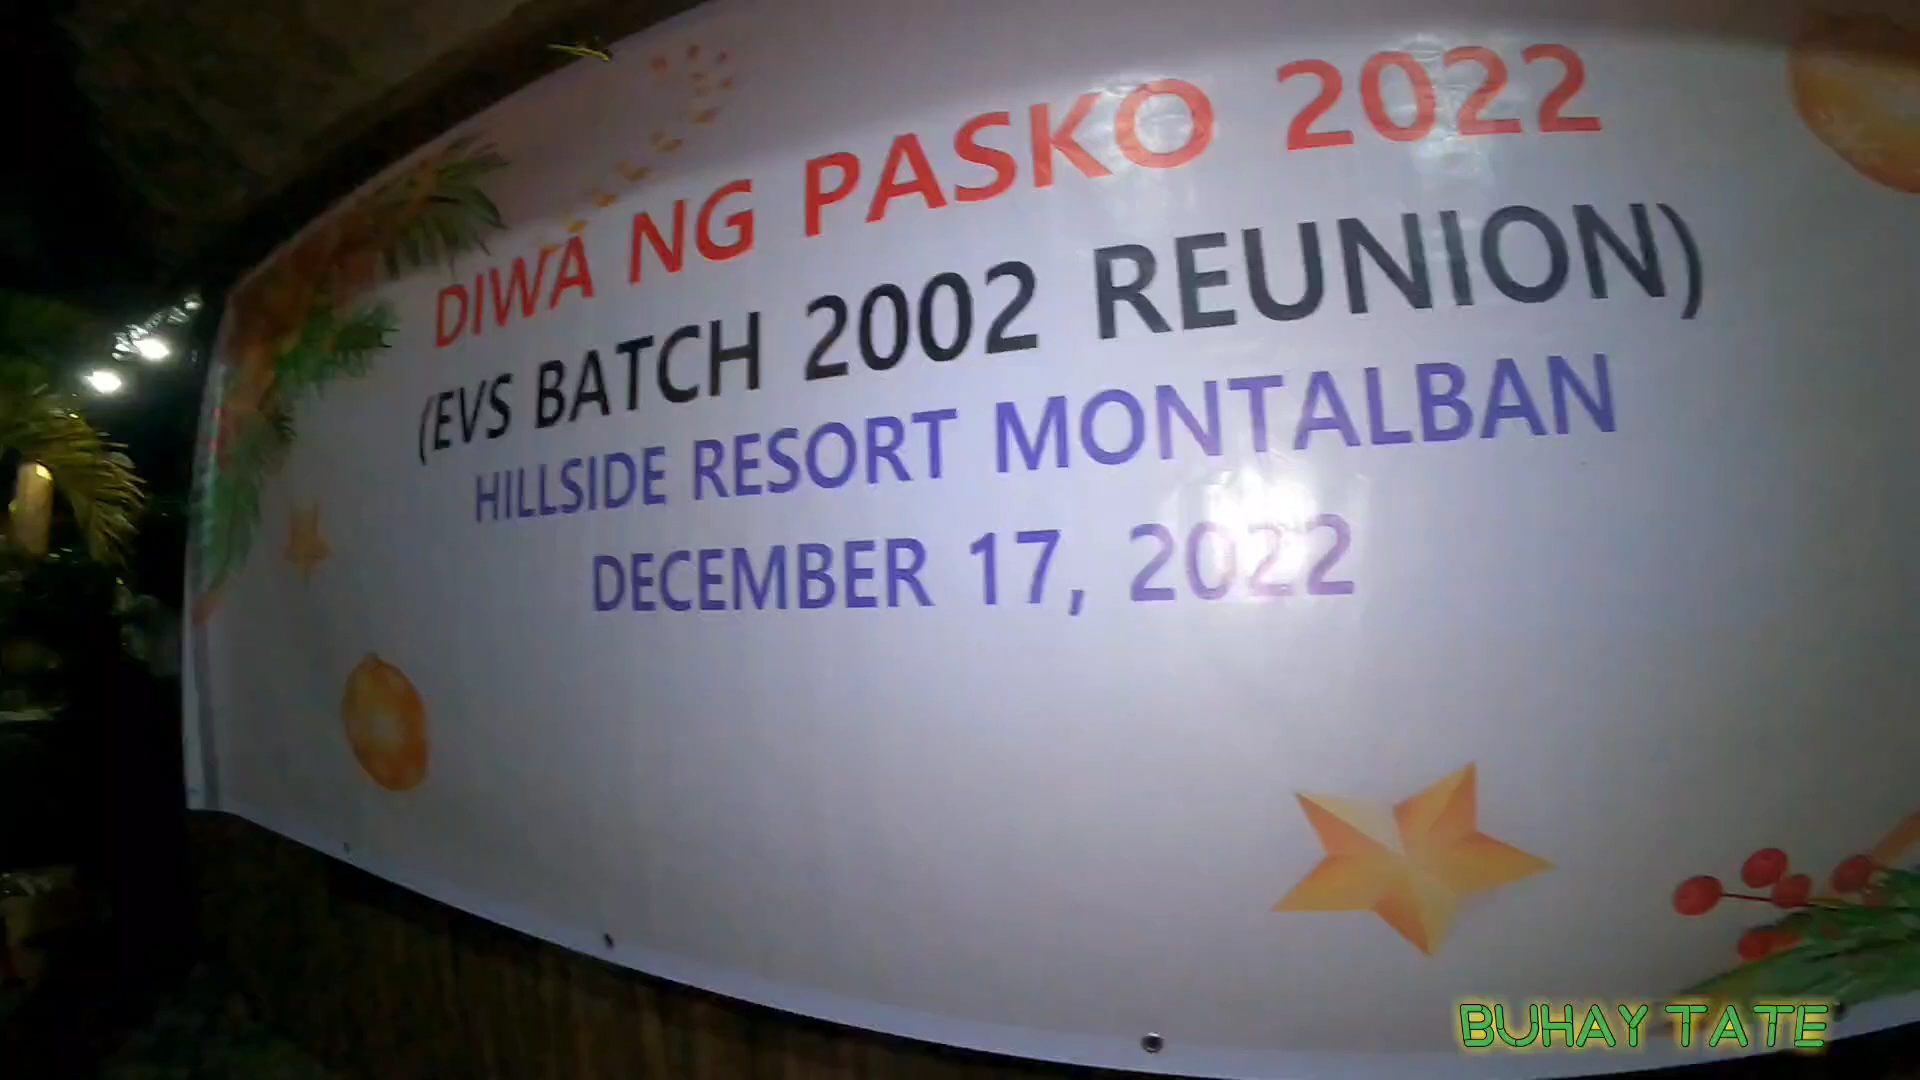 DIWA NG PASKO 2022
(EVS BATCH 2002 REUNION)
HILLSIDE RESORT MONTALBAN
DECEMBER 17, 2022
BUHAY TATE